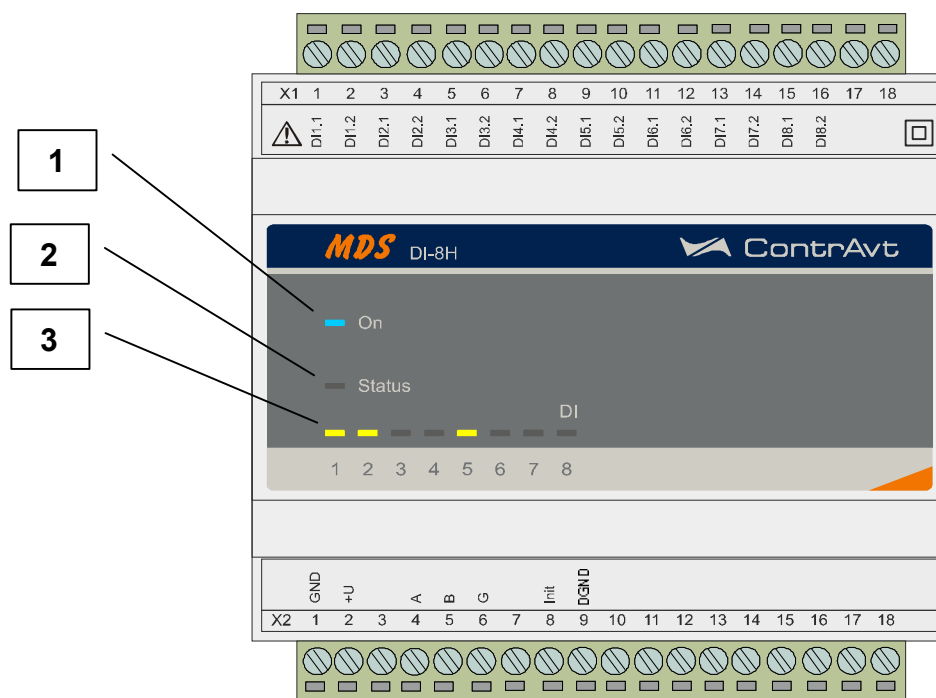 X1 1 2 3 4 5 6 7 8 9 10 11 12 13 14 15 16 17 18
DI1.1 DI1.2 DI2.1 DI2.2 DI3.1 DI3.2 DI4.1 DI4.2 DI5.1 DI5.2 DI6.1 DI6.2 DI7.1 DI7.2 DI8.1 DI8.2
1
2
3
MDS DI-8H ContrAvt
On
Status
DI
1 2 3 4 5 6 7 8
GND +U A B G Init DGND
X2 1 2 3 4 5 6 7 8 9 10 11 12 13 14 15 16 17 18